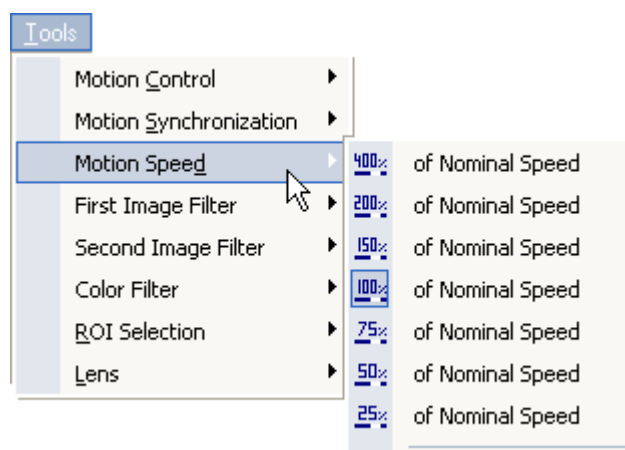 Tools
Motion Control
Motion Synchronization
Motion Speed
First Image Filter
Second Image Filter
Color Filter
ROI Selection
Lens
400% of Nominal Speed
200% of Nominal Speed
150% of Nominal Speed
100% of Nominal Speed
75% of Nominal Speed
50% of Nominal Speed
25% of Nominal Speed